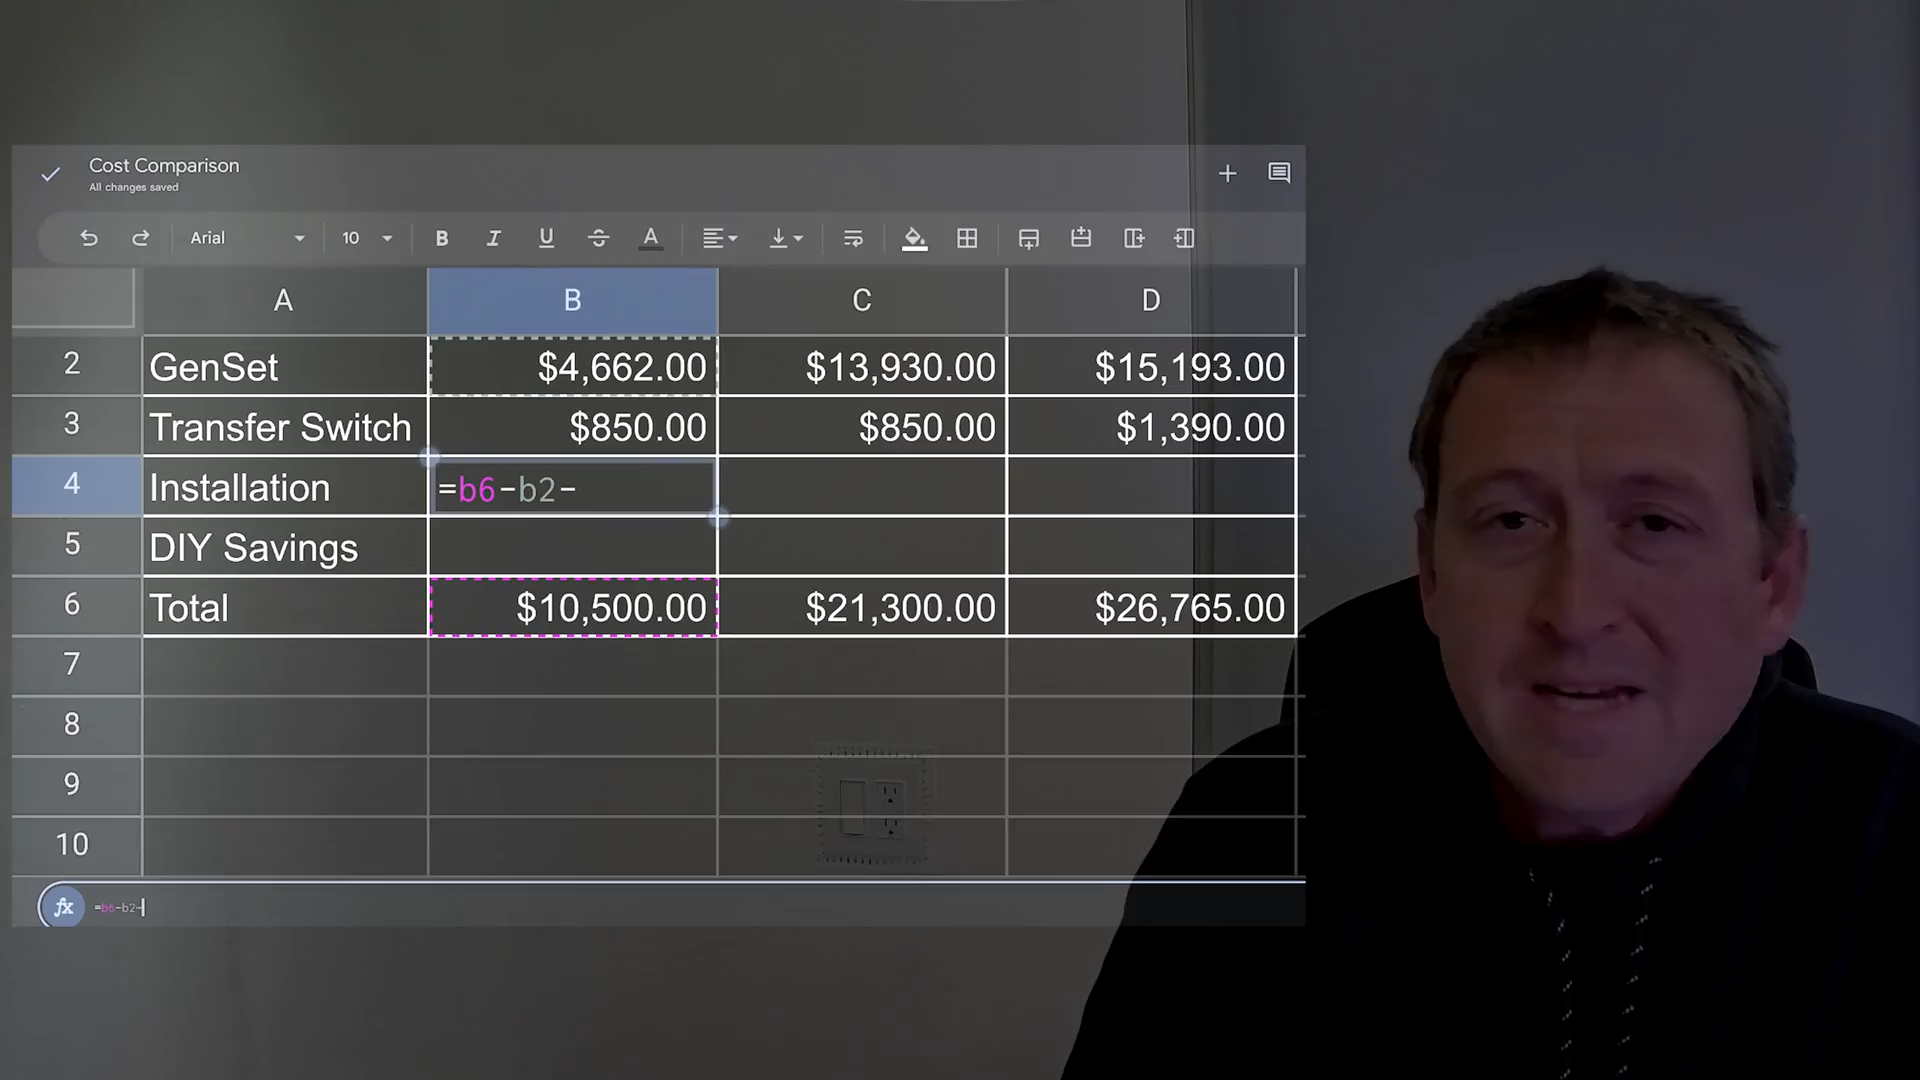 Cost Comparison
All changes saved
Arial 10 B I U S A
A B C D
2 GenSet $4,662.00 $13,930.00 $15,193.00
3 Transfer Switch $850.00 $850.00 $1,390.00
4 Installation =b6-b2-
5 DIY Savings
6 Total $10,500.00 $21,300.00 $26,765.00
7
8
9
10
fx =b6-b2-